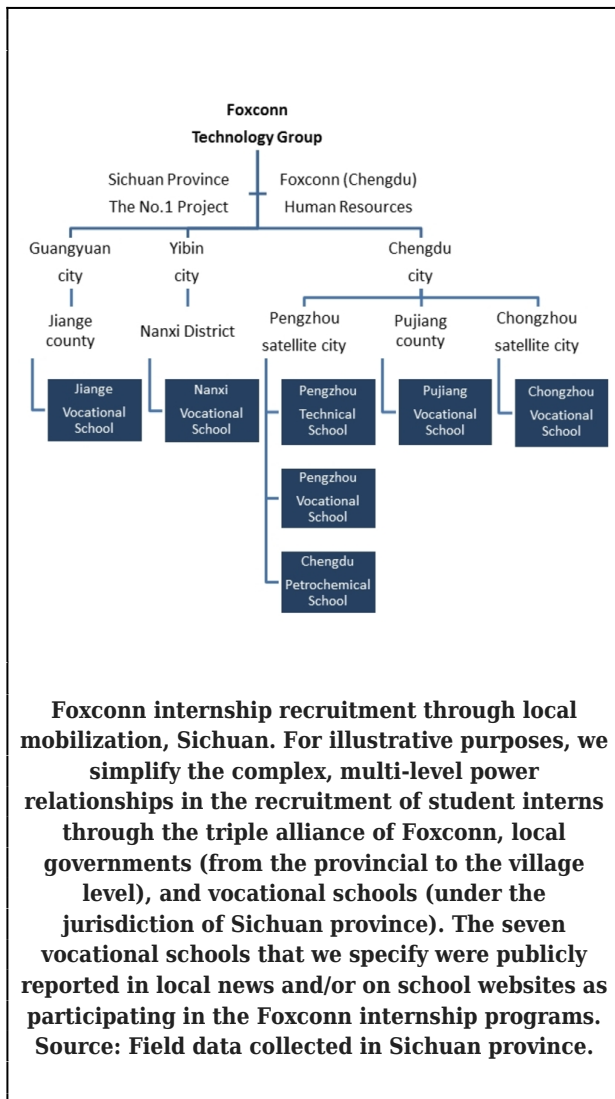 Foxconn
Technology Group
Sichuan Province
The No.1 Project
Foxconn (Chengdu)
Human Resources
Guangyuan
city
Yibin
city
Chengdu
city
Jiange
county
Nanxi District
Pengzhou
satellite city
Pujiang
county
Chongzhou
satellite city
Jiange
Vocational
School
Nanxi
Vocational
School
Pengzhou
Technical
School
Pujiang
Vocational
School
Chongzhou
Vocational
School
Pengzhou
Vocational
School
Chengdu
Petrochemical
School
Foxconn internship recruitment through local
mobilization, Sichuan. For illustrative purposes, we
simplify the complex, multi-level power
relationships in the recruitment of student interns
through the triple alliance of Foxconn, local
governments (from the provincial to the village
level), and vocational schools (under the
jurisdiction of Sichuan province). The seven
vocational schools that we specify were publicly
reported in local news and/or on school websites as
participating in the Foxconn internship programs.
Source: Field data collected in Sichuan province.